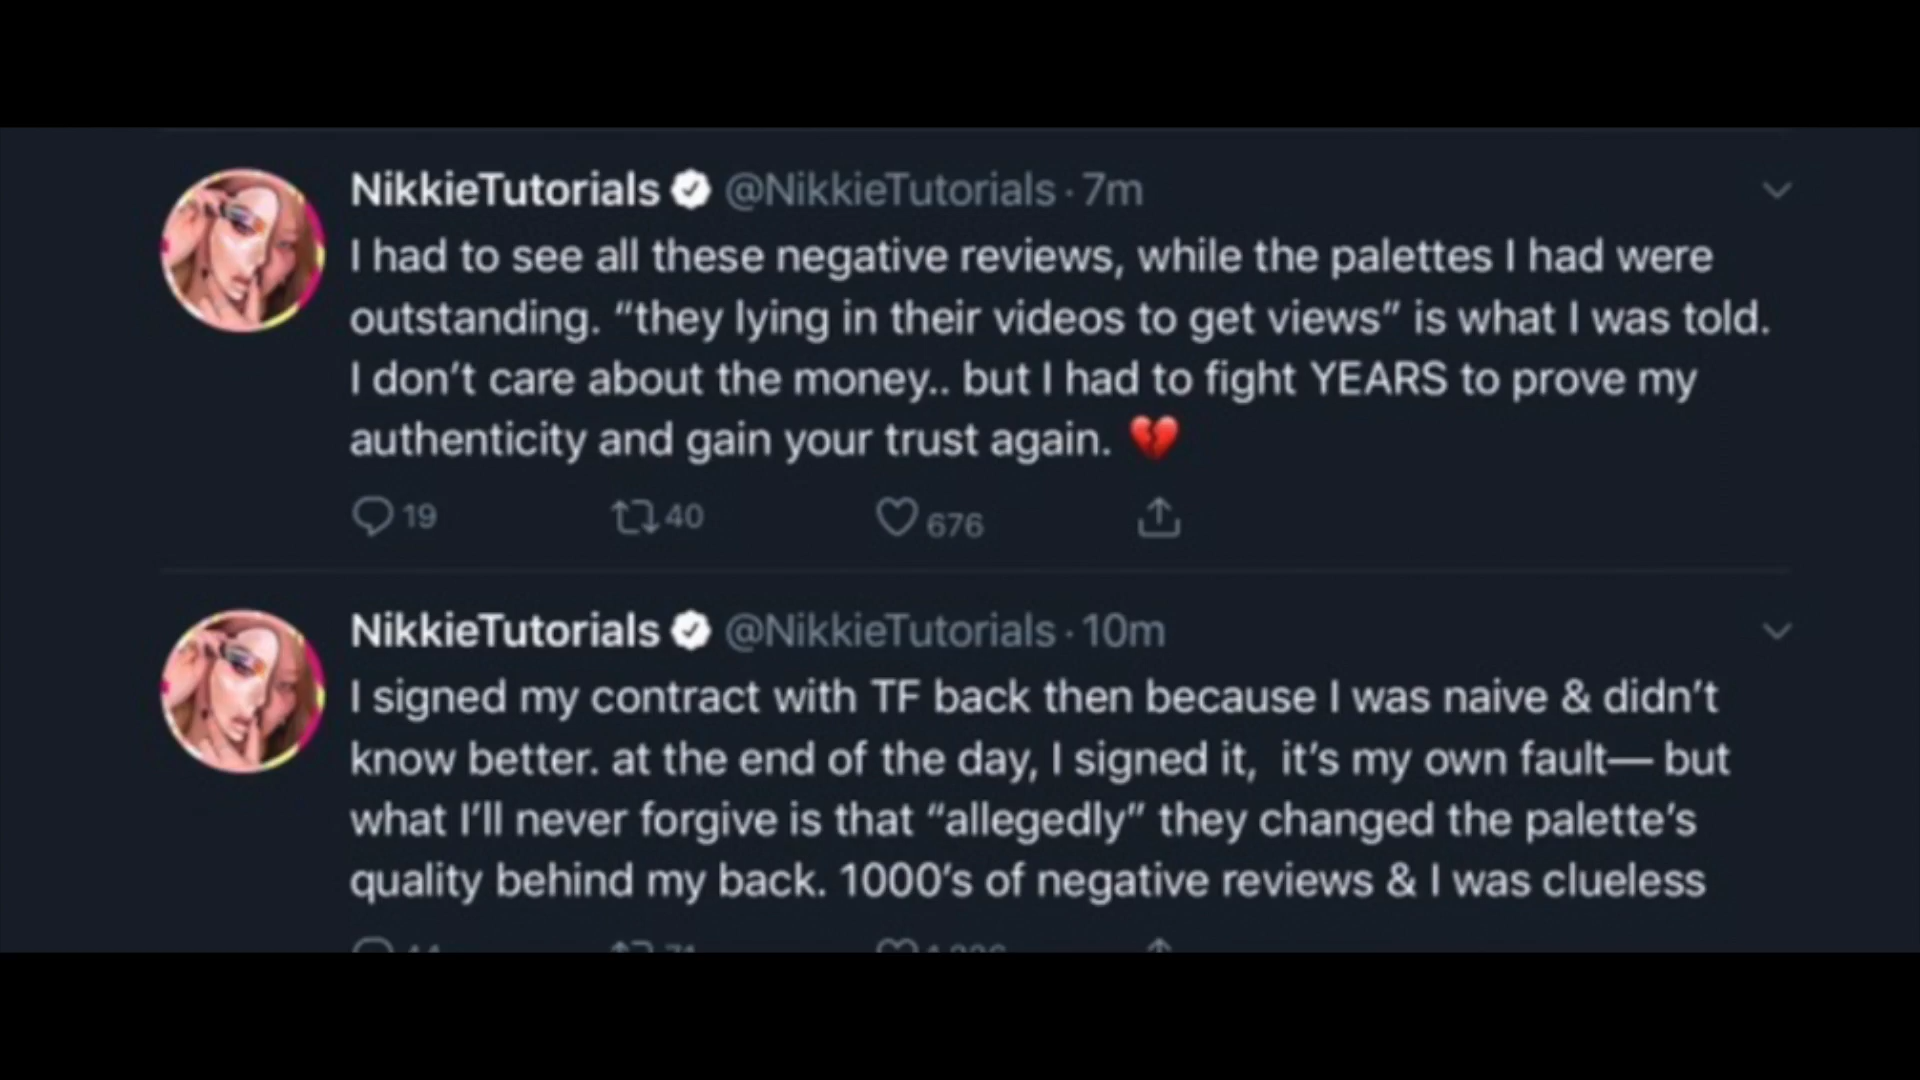 NikkieTutorials @NikkieTutorials · 7m
I had to see all these negative reviews, while the palettes I had were
outstanding. “they lying in their videos to get views” is what I was told.
I don’t care about the money.. but I had to fight YEARS to prove my
authenticity and gain your trust again. 💔
19 40 676
NikkieTutorials @NikkieTutorials · 10m
I signed my contract with TF back then because I was naive & didn’t
know better. at the end of the day, I signed it,  it’s my own fault— but
what I’ll never forgive is that “allegedly” they changed the palette’s
quality behind my back. 1000’s of negative reviews & I was clueless